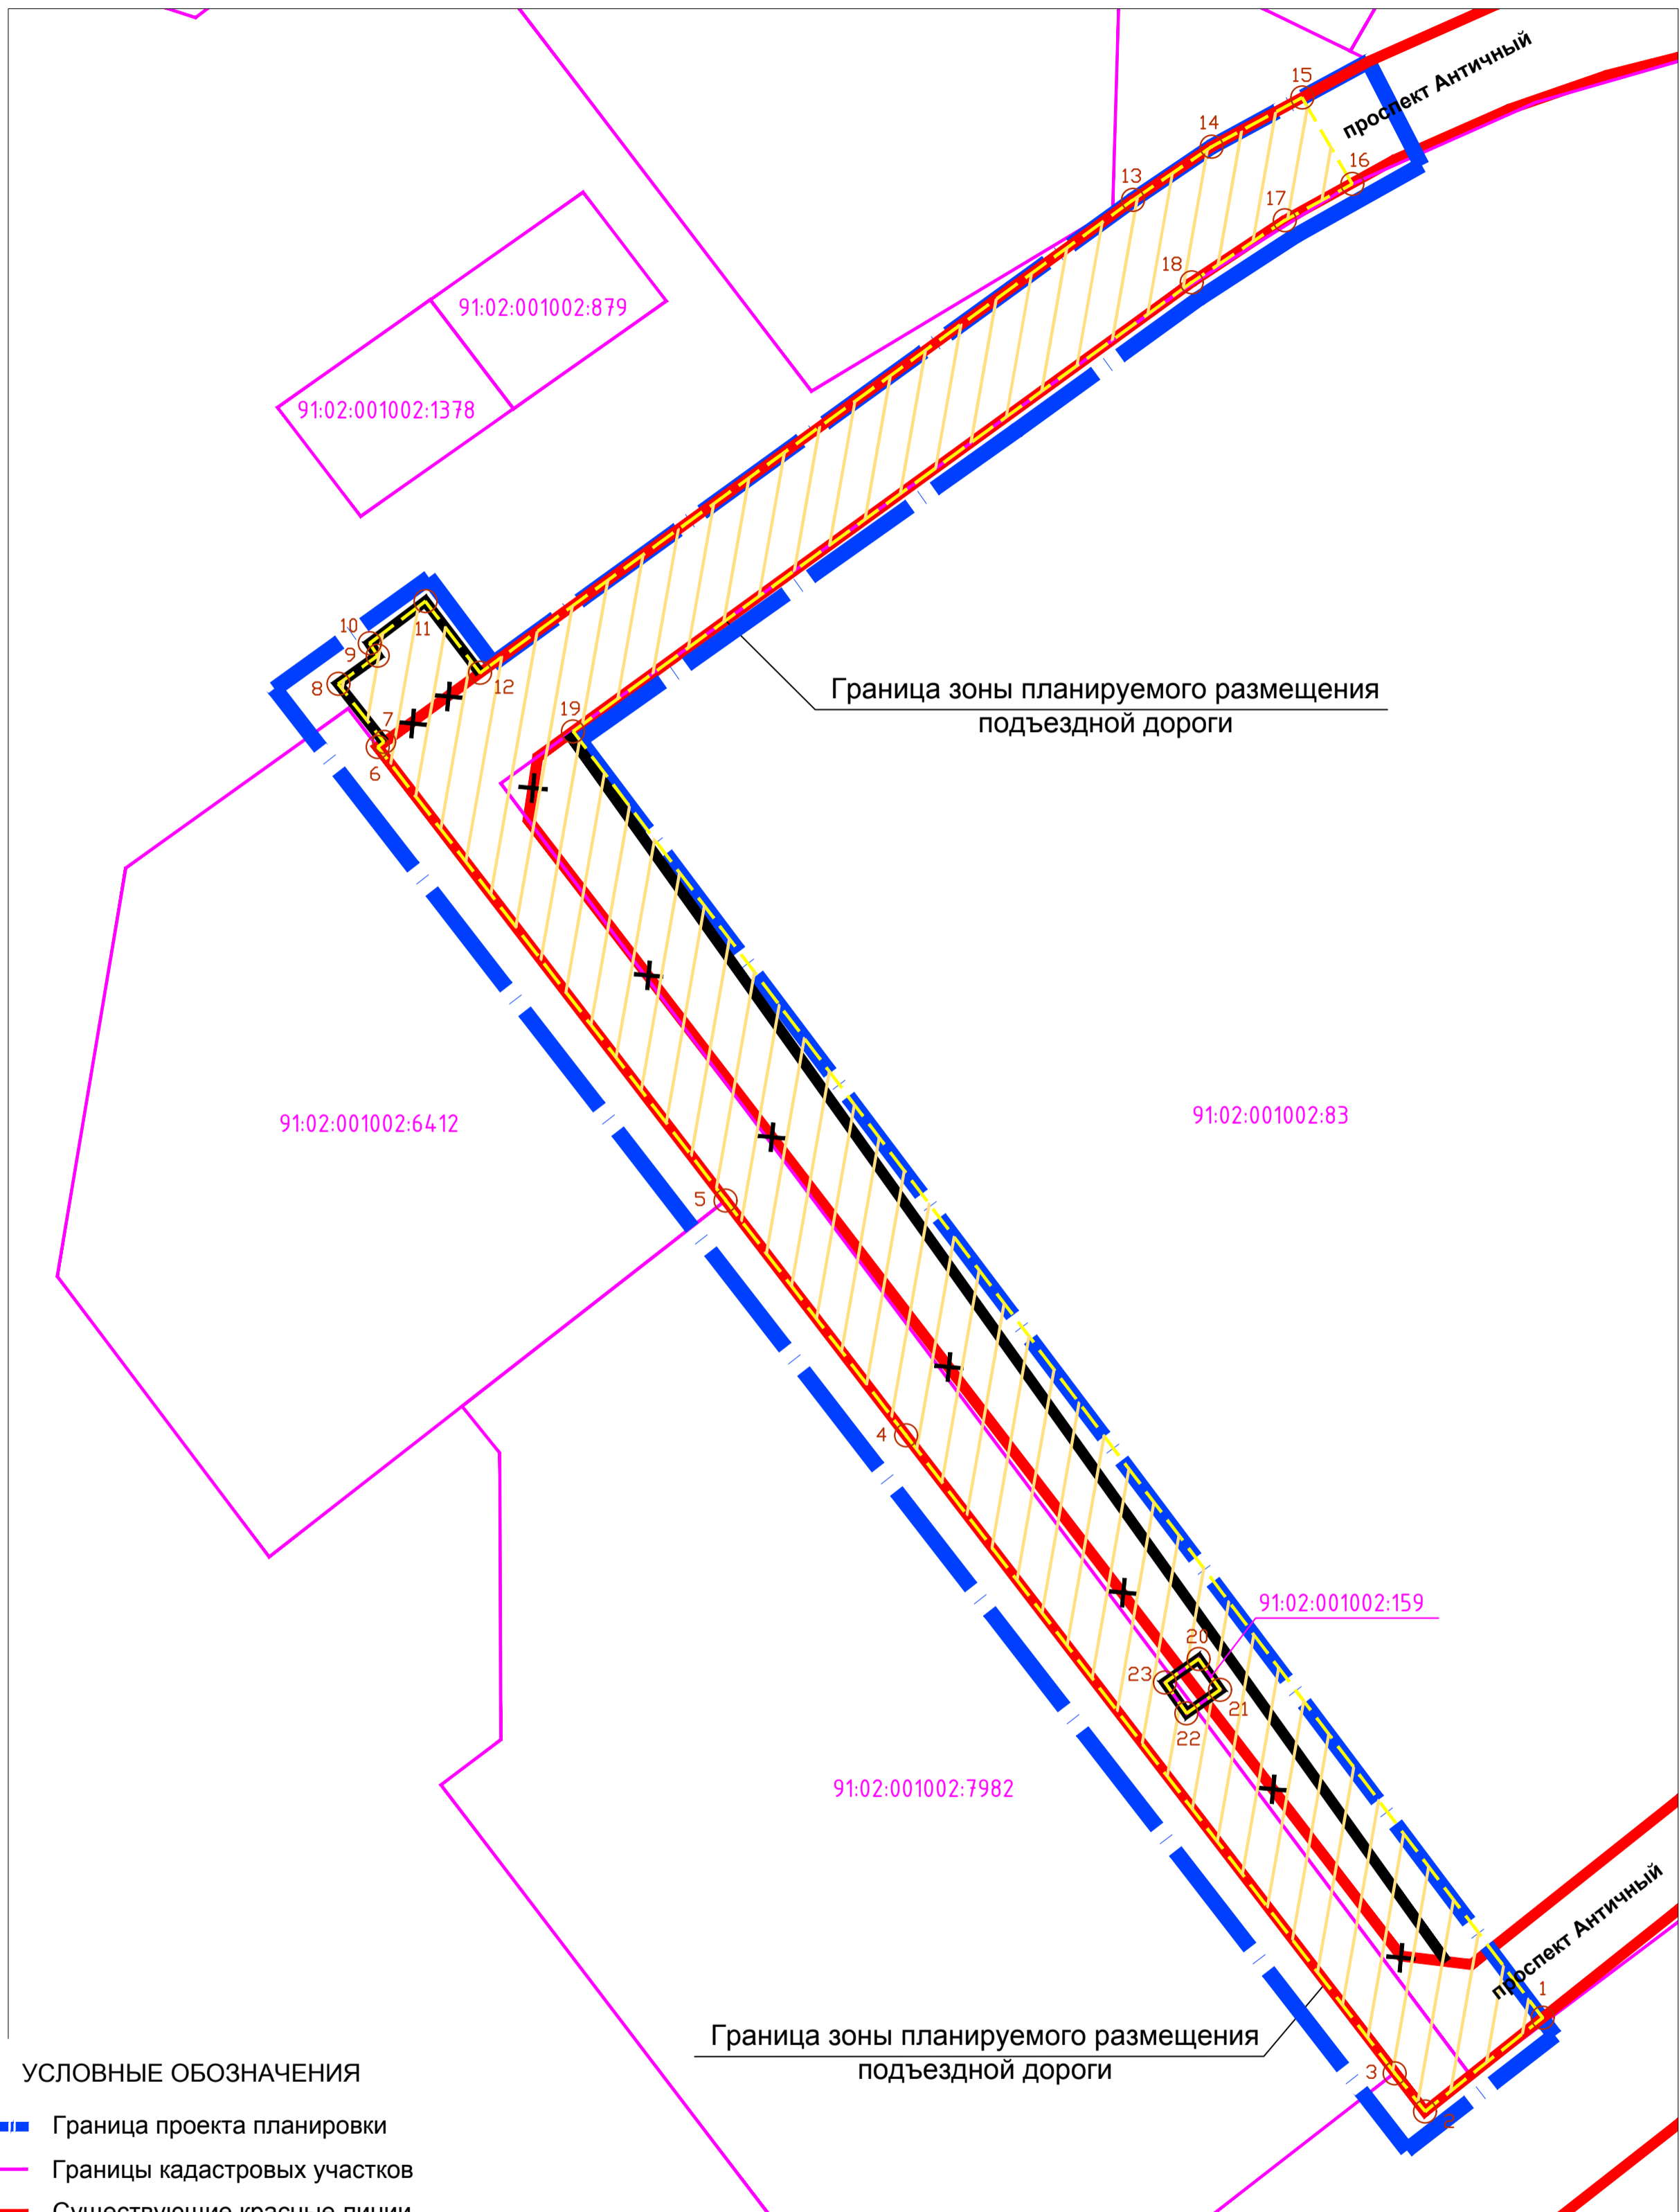 проспект Античный
15
14
16
13
17
18
91:02:001002:879
91:02:001002:1378
10
11
9
8
12
7
6
19
Граница зоны планируемого размещения
подъездной дороги
91:02:001002:6412
91:02:001002:83
5
4
91:02:001002:159
20
23
21
22
91:02:001002:7982
проспект Античный
1
Граница зоны планируемого размещения
подъездной дороги
3
2
УСЛОВНЫЕ ОБОЗНАЧЕНИЯ
Граница проекта планировки
Границы кадастровых участков
Существующие красные линии